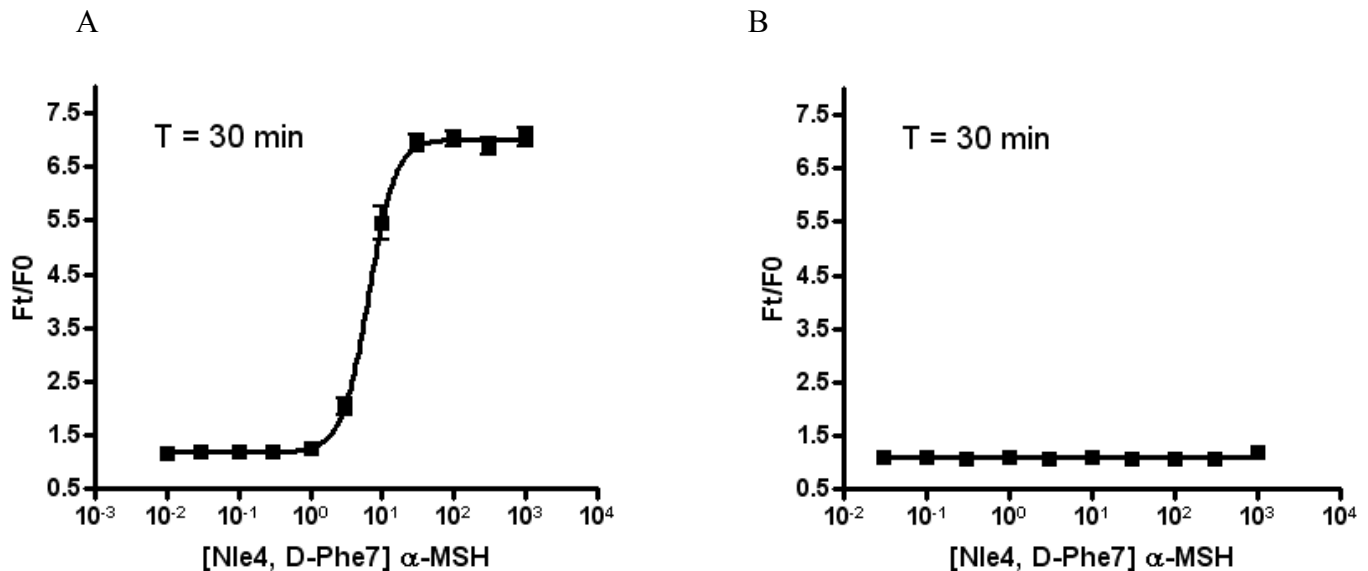 A
B
Ft/F0
7.5
6.5
5.5
4.5
3.5
2.5
1.5
0.5
T = 30 min
10-3 10-2 10-1 100 101 102 103 104
[Nle4, D-Phe7] α-MSH
Ft/F0
7.5
6.5
5.5
4.5
3.5
2.5
1.5
0.5
T = 30 min
10-2 10-1 100 101 102 103 104
[Nle4, D-Phe7] α-MSH